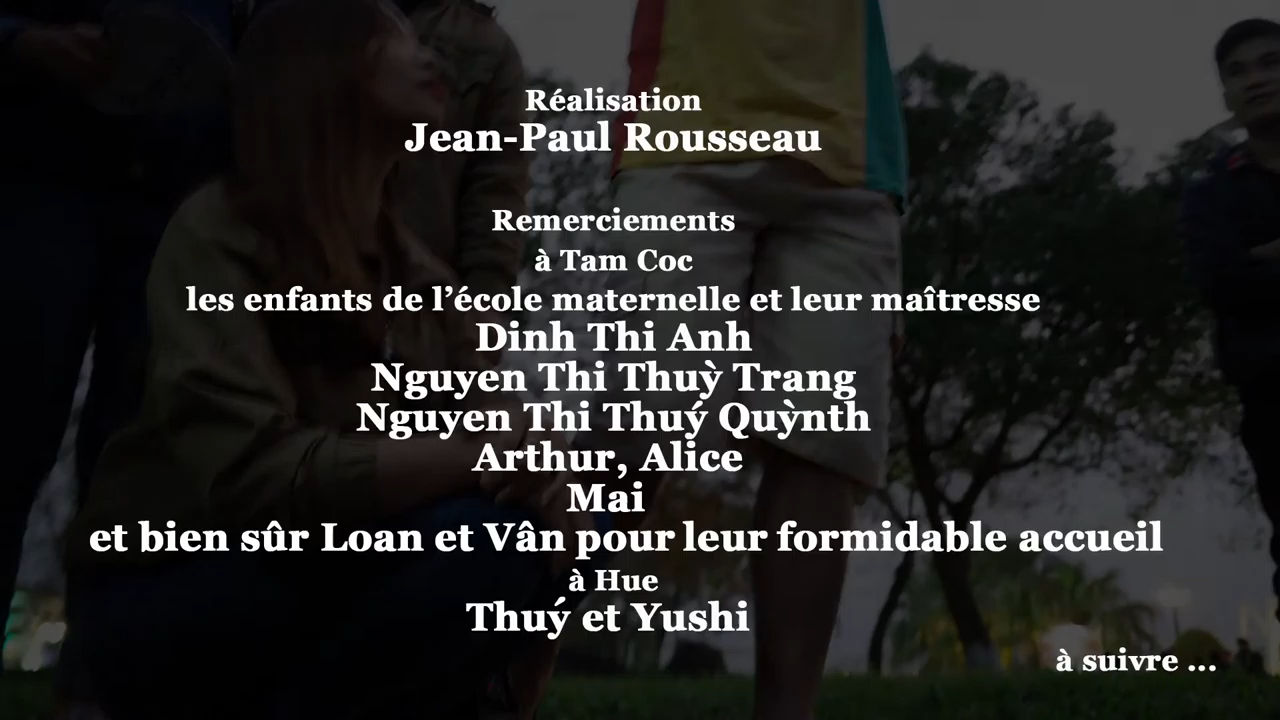 Réalisation
Jean-Paul Rousseau
Remerciements
à Tam Coc
les enfants de l’école maternelle et leur maîtresse
Dinh Thi Anh
Nguyen Thi Thuỳ Trang
Nguyen Thi Thuý Quỳnth
Arthur, Alice
Mai
et bien sûr Loan et Vân pour leur formidable accueil
à Hue
Thuý et Yushi
à suivre ...